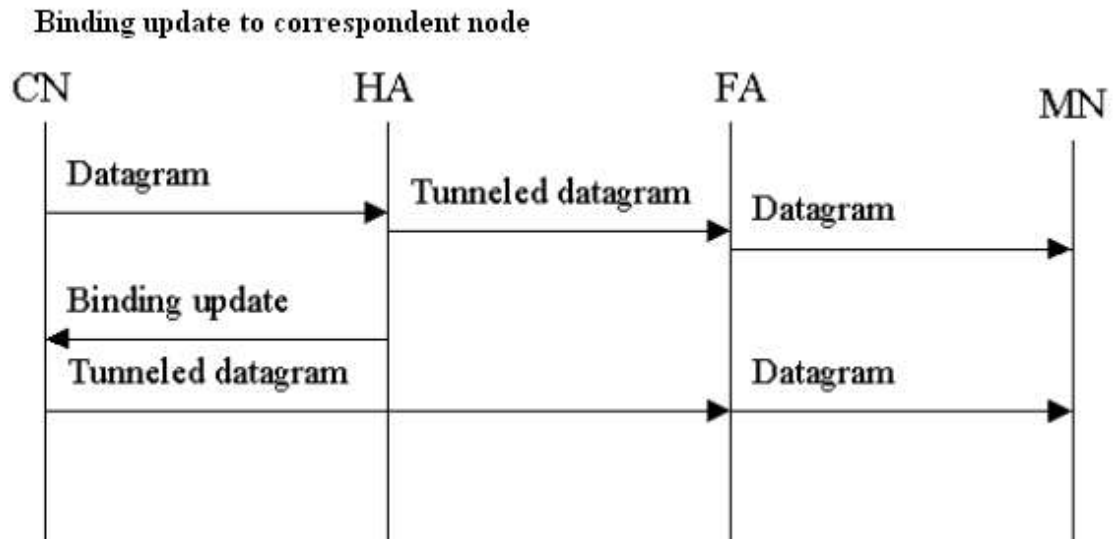 Binding update to correspondent node
CN HA FA MN
Datagram
Tunneled datagram
Datagram
Binding update
Tunneled datagram
Datagram